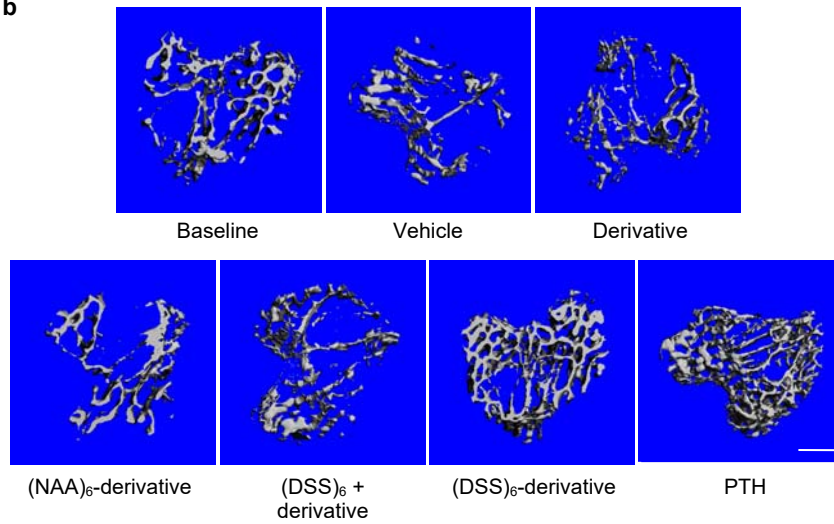 b
Baseline Vehicle Derivative
(NAA)₆-derivative (DSS)₆ + (DSS)₆-derivative PTH
derivative